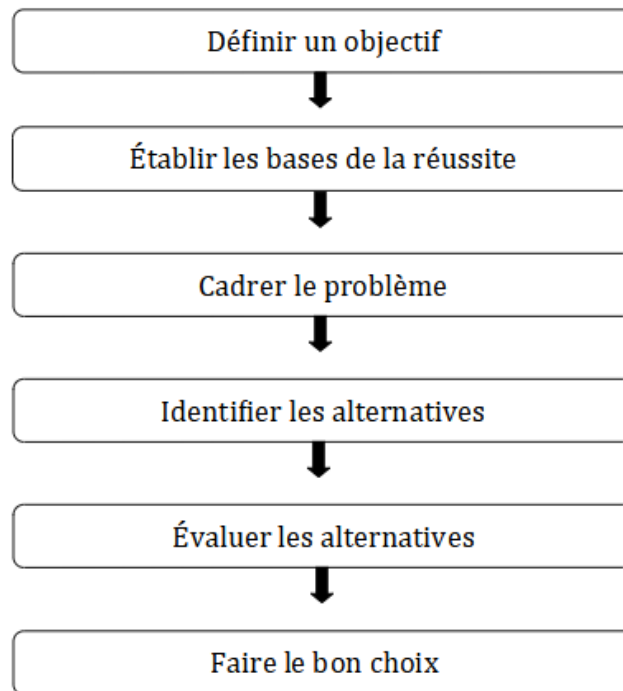 Définir un objectif
Établir les bases de la réussite
Cadrer le problème
Identifier les alternatives
Évaluer les alternatives
Faire le bon choix